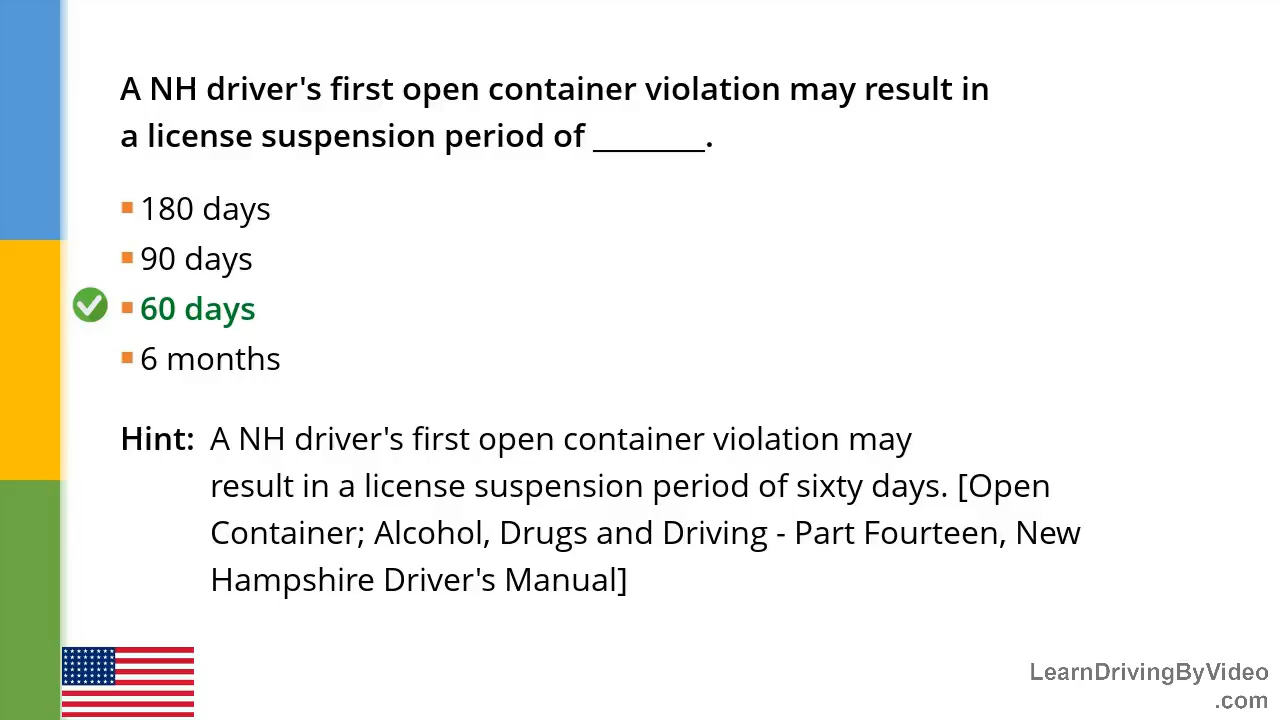 A NH driver's first open container violation may result in
a license suspension period of _______.
180 days
90 days
60 days
6 months
Hint: A NH driver's first open container violation may
result in a license suspension period of sixty days. [Open
Container; Alcohol, Drugs and Driving - Part Fourteen, New
Hampshire Driver's Manual]
LearnDrivingByVideo
.com